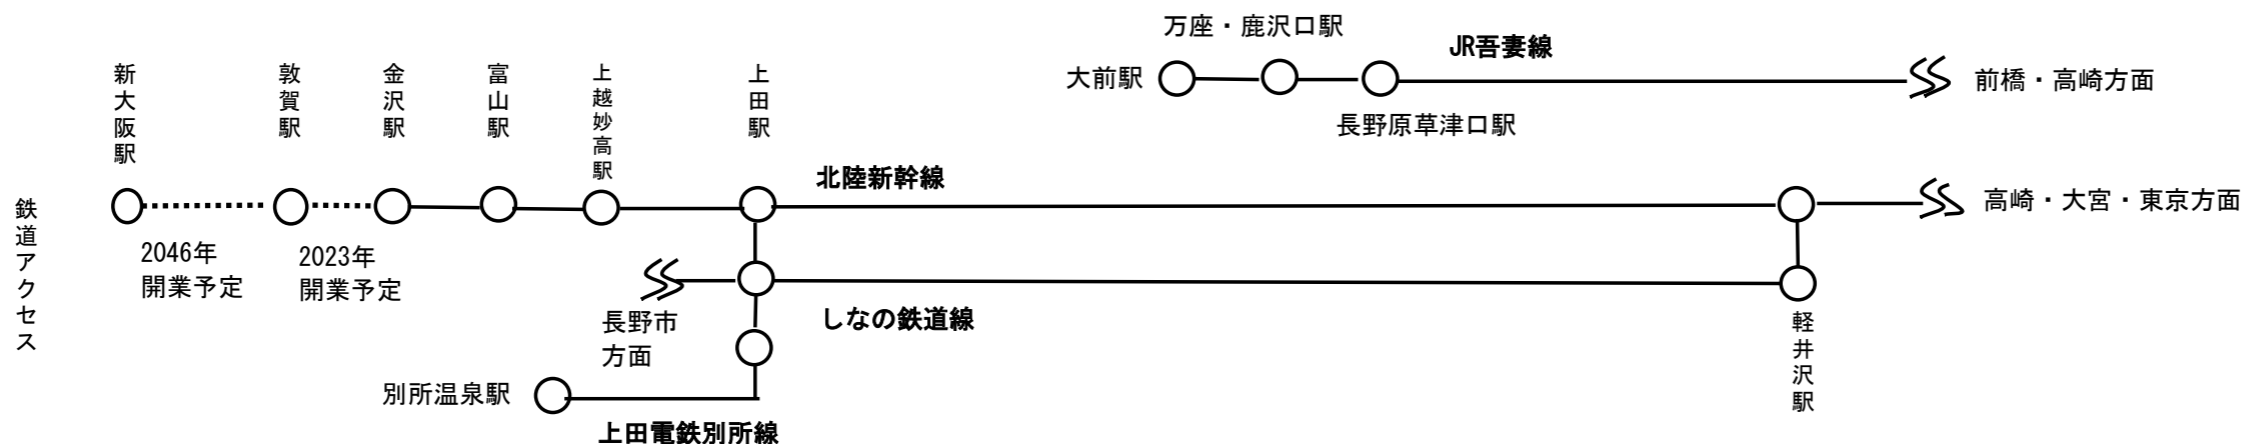 鉄道アクセス
万座・鹿沢口駅
JR吾妻線
大前駅
前橋・高崎方面
長野原草津口駅
新大阪駅
敦賀駅
金沢駅
富山駅
上越妙高駅
上田駅
北陸新幹線
高崎・大宮・東京方面
2046年
開業予定
2023年
開業予定
長野市
方面
しなの鉄道線
軽井沢駅
別所温泉駅
上田電鉄別所線